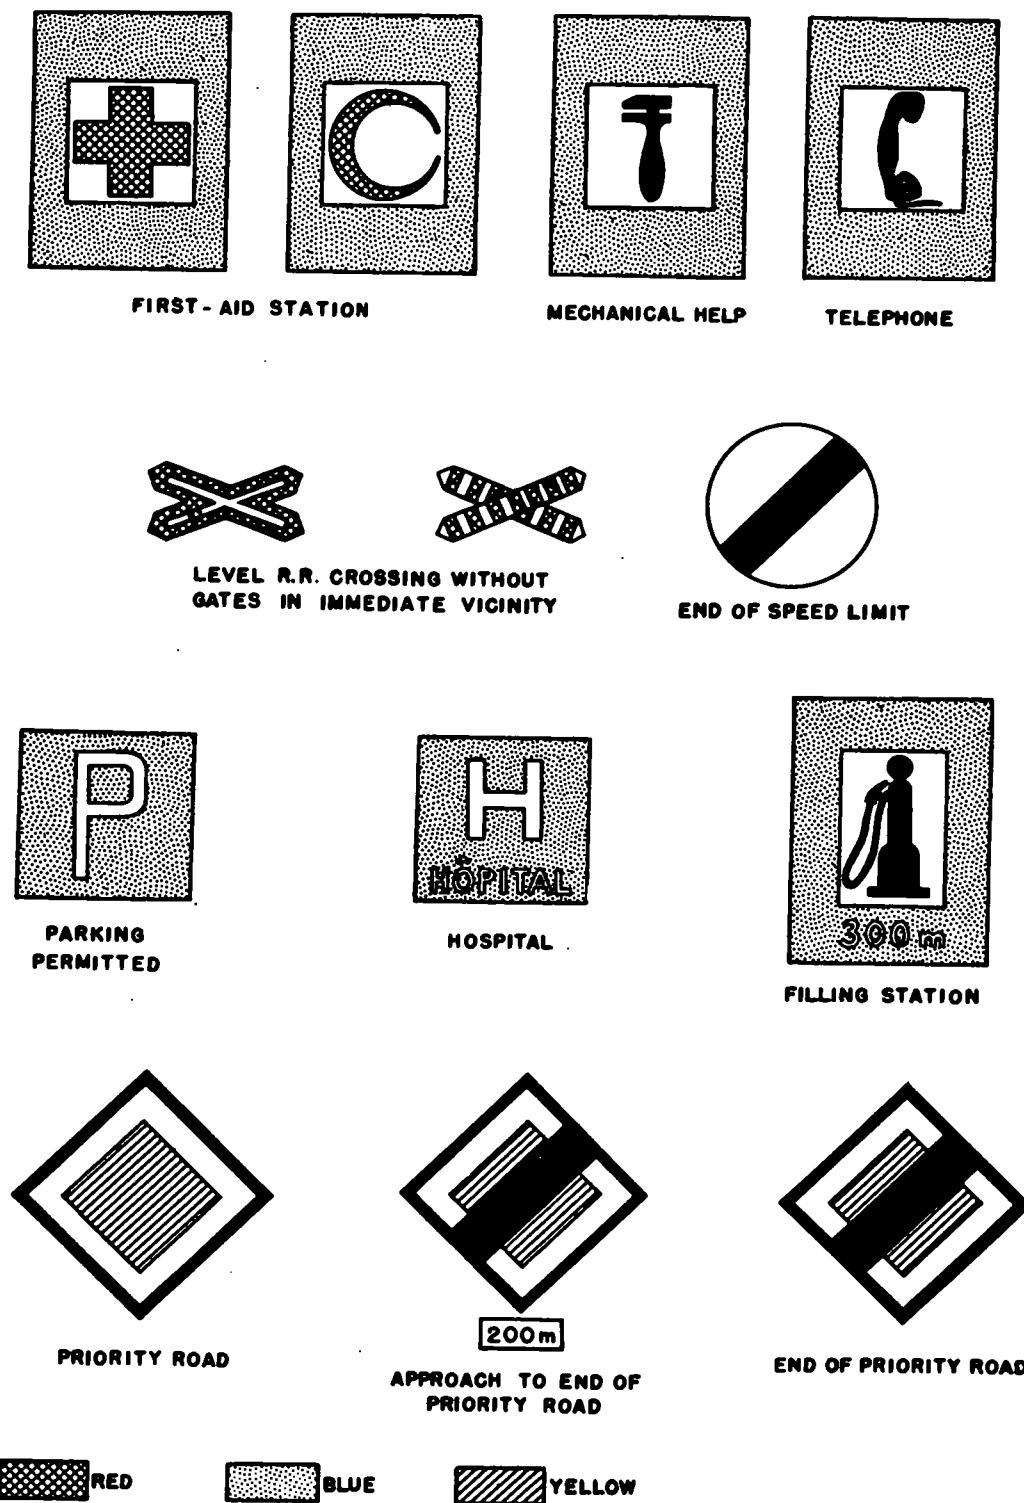 FIRST-AID STATION
MECHANICAL HELP
TELEPHONE
LEVEL R.R. CROSSING WITHOUT
GATES IN IMMEDIATE VICINITY
END OF SPEED LIMIT
P
H
HÔPITAL
300 m
PARKING
PERMITTED
HOSPITAL
FILLING STATION
200 m
PRIORITY ROAD
APPROACH TO END OF
PRIORITY ROAD
END OF PRIORITY ROAD
RED
BLUE
YELLOW